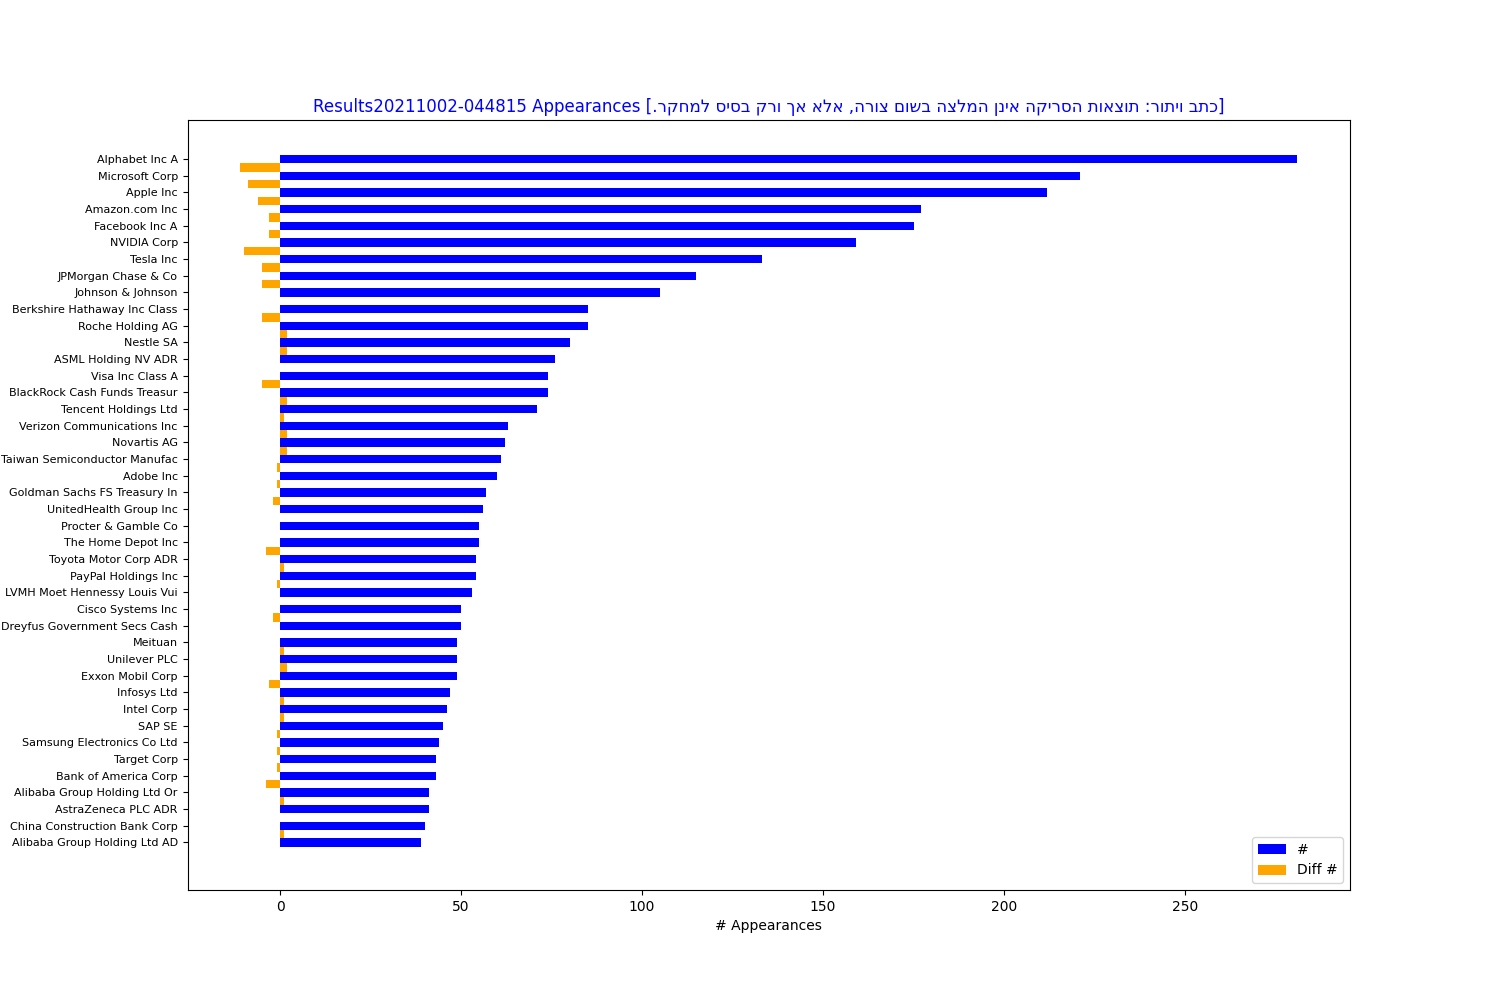 Results20211002-044815 Appearances [כתב ויתור: תוצאות הסריקה אינן המלצה בשום צורה, אלא אך ורק בסיס למחקר.]
Alphabet Inc A
Microsoft Corp
Apple Inc
Amazon.com Inc
Facebook Inc A
NVIDIA Corp
Tesla Inc
JPMorgan Chase & Co
Johnson & Johnson
Berkshire Hathaway Inc Class
Roche Holding AG
Nestle SA
ASML Holding NV ADR
Visa Inc Class A
BlackRock Cash Funds Treasur
Tencent Holdings Ltd
Verizon Communications Inc
Novartis AG
Taiwan Semiconductor Manufac
Adobe Inc
Goldman Sachs FS Treasury In
UnitedHealth Group Inc
Procter & Gamble Co
The Home Depot Inc
Toyota Motor Corp ADR
PayPal Holdings Inc
LVMH Moet Hennessy Louis Vui
Cisco Systems Inc
Dreyfus Government Secs Cash
Meituan
Unilever PLC
Exxon Mobil Corp
Infosys Ltd
Intel Corp
SAP SE
Samsung Electronics Co Ltd
Target Corp
Bank of America Corp
Alibaba Group Holding Ltd Or
AstraZeneca PLC ADR
China Construction Bank Corp
Alibaba Group Holding Ltd AD
#
Diff #
0 50 100 150 200 250
# Appearances